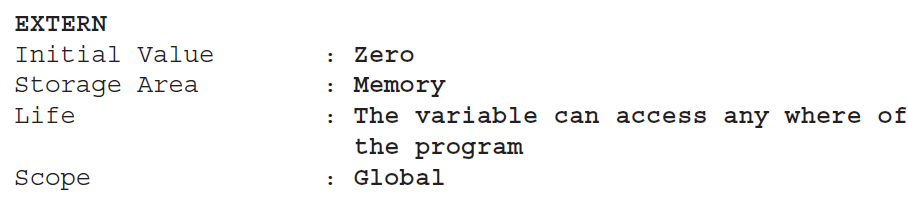 EXTERN
Initial Value : Zero
Storage Area : Memory
Life : The variable can access any where of
the program
Scope : Global